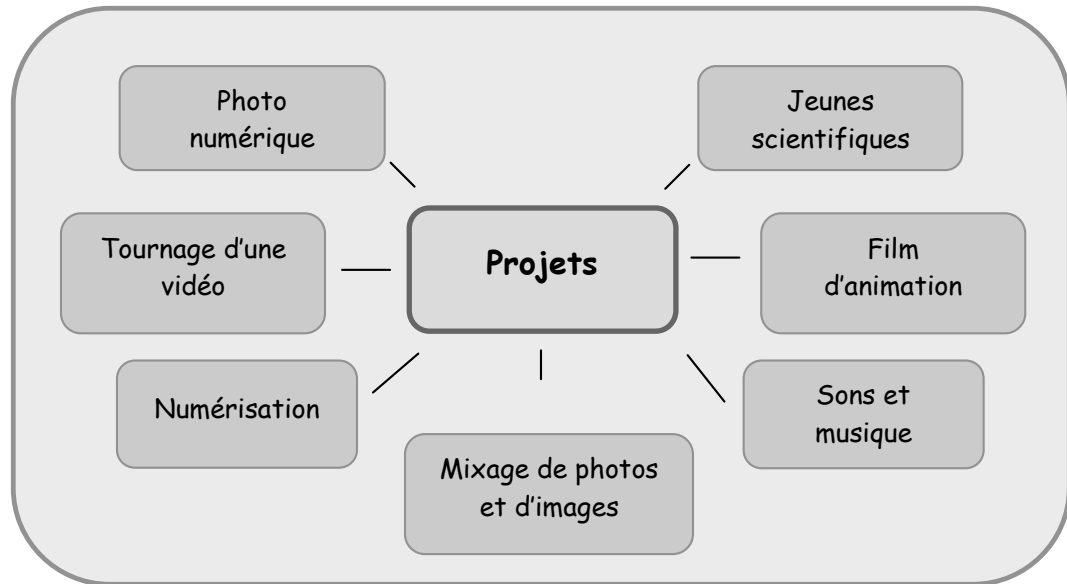 Photo
numérique
Jeunes
scientifiques
Tournage d'une
vidéo
Projets
Film
d'animation
Numérisation
Sons et
musique
Mixage de photos
et d'images